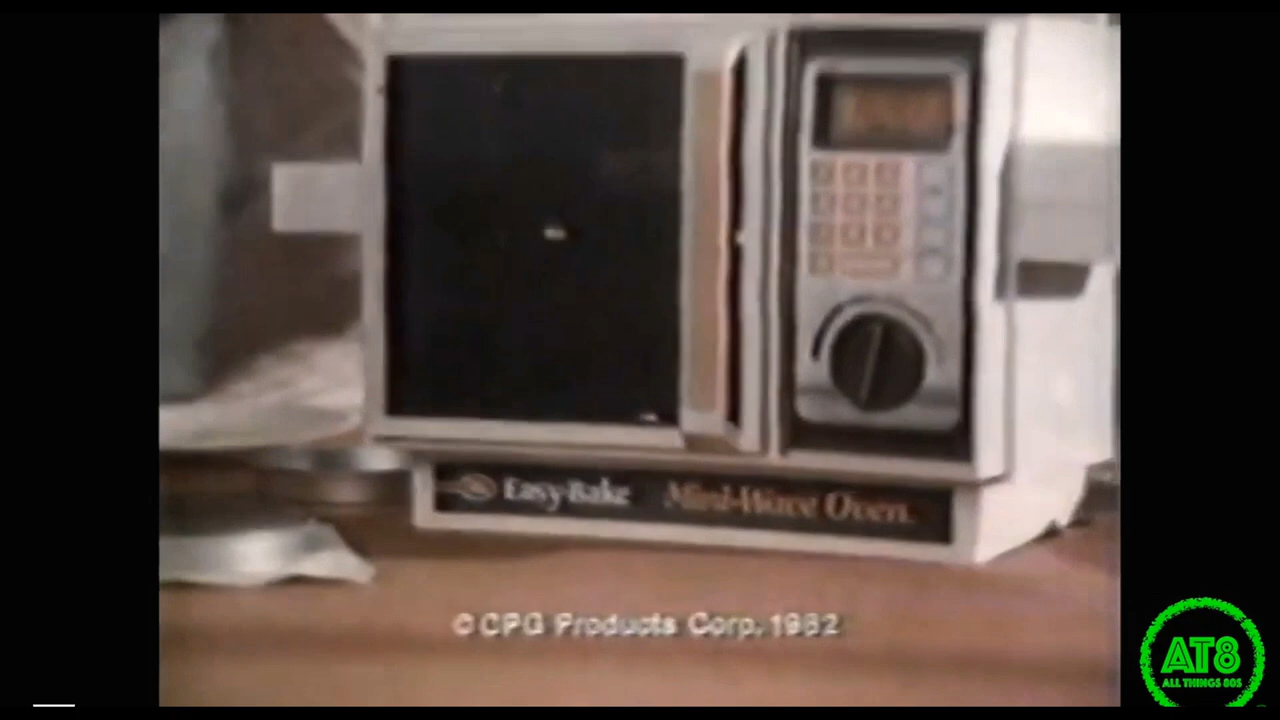 Easy-Bake Mini-Wave Oven.
© CPG Products Corp. 1982
AT8
ALL THINGS 80S